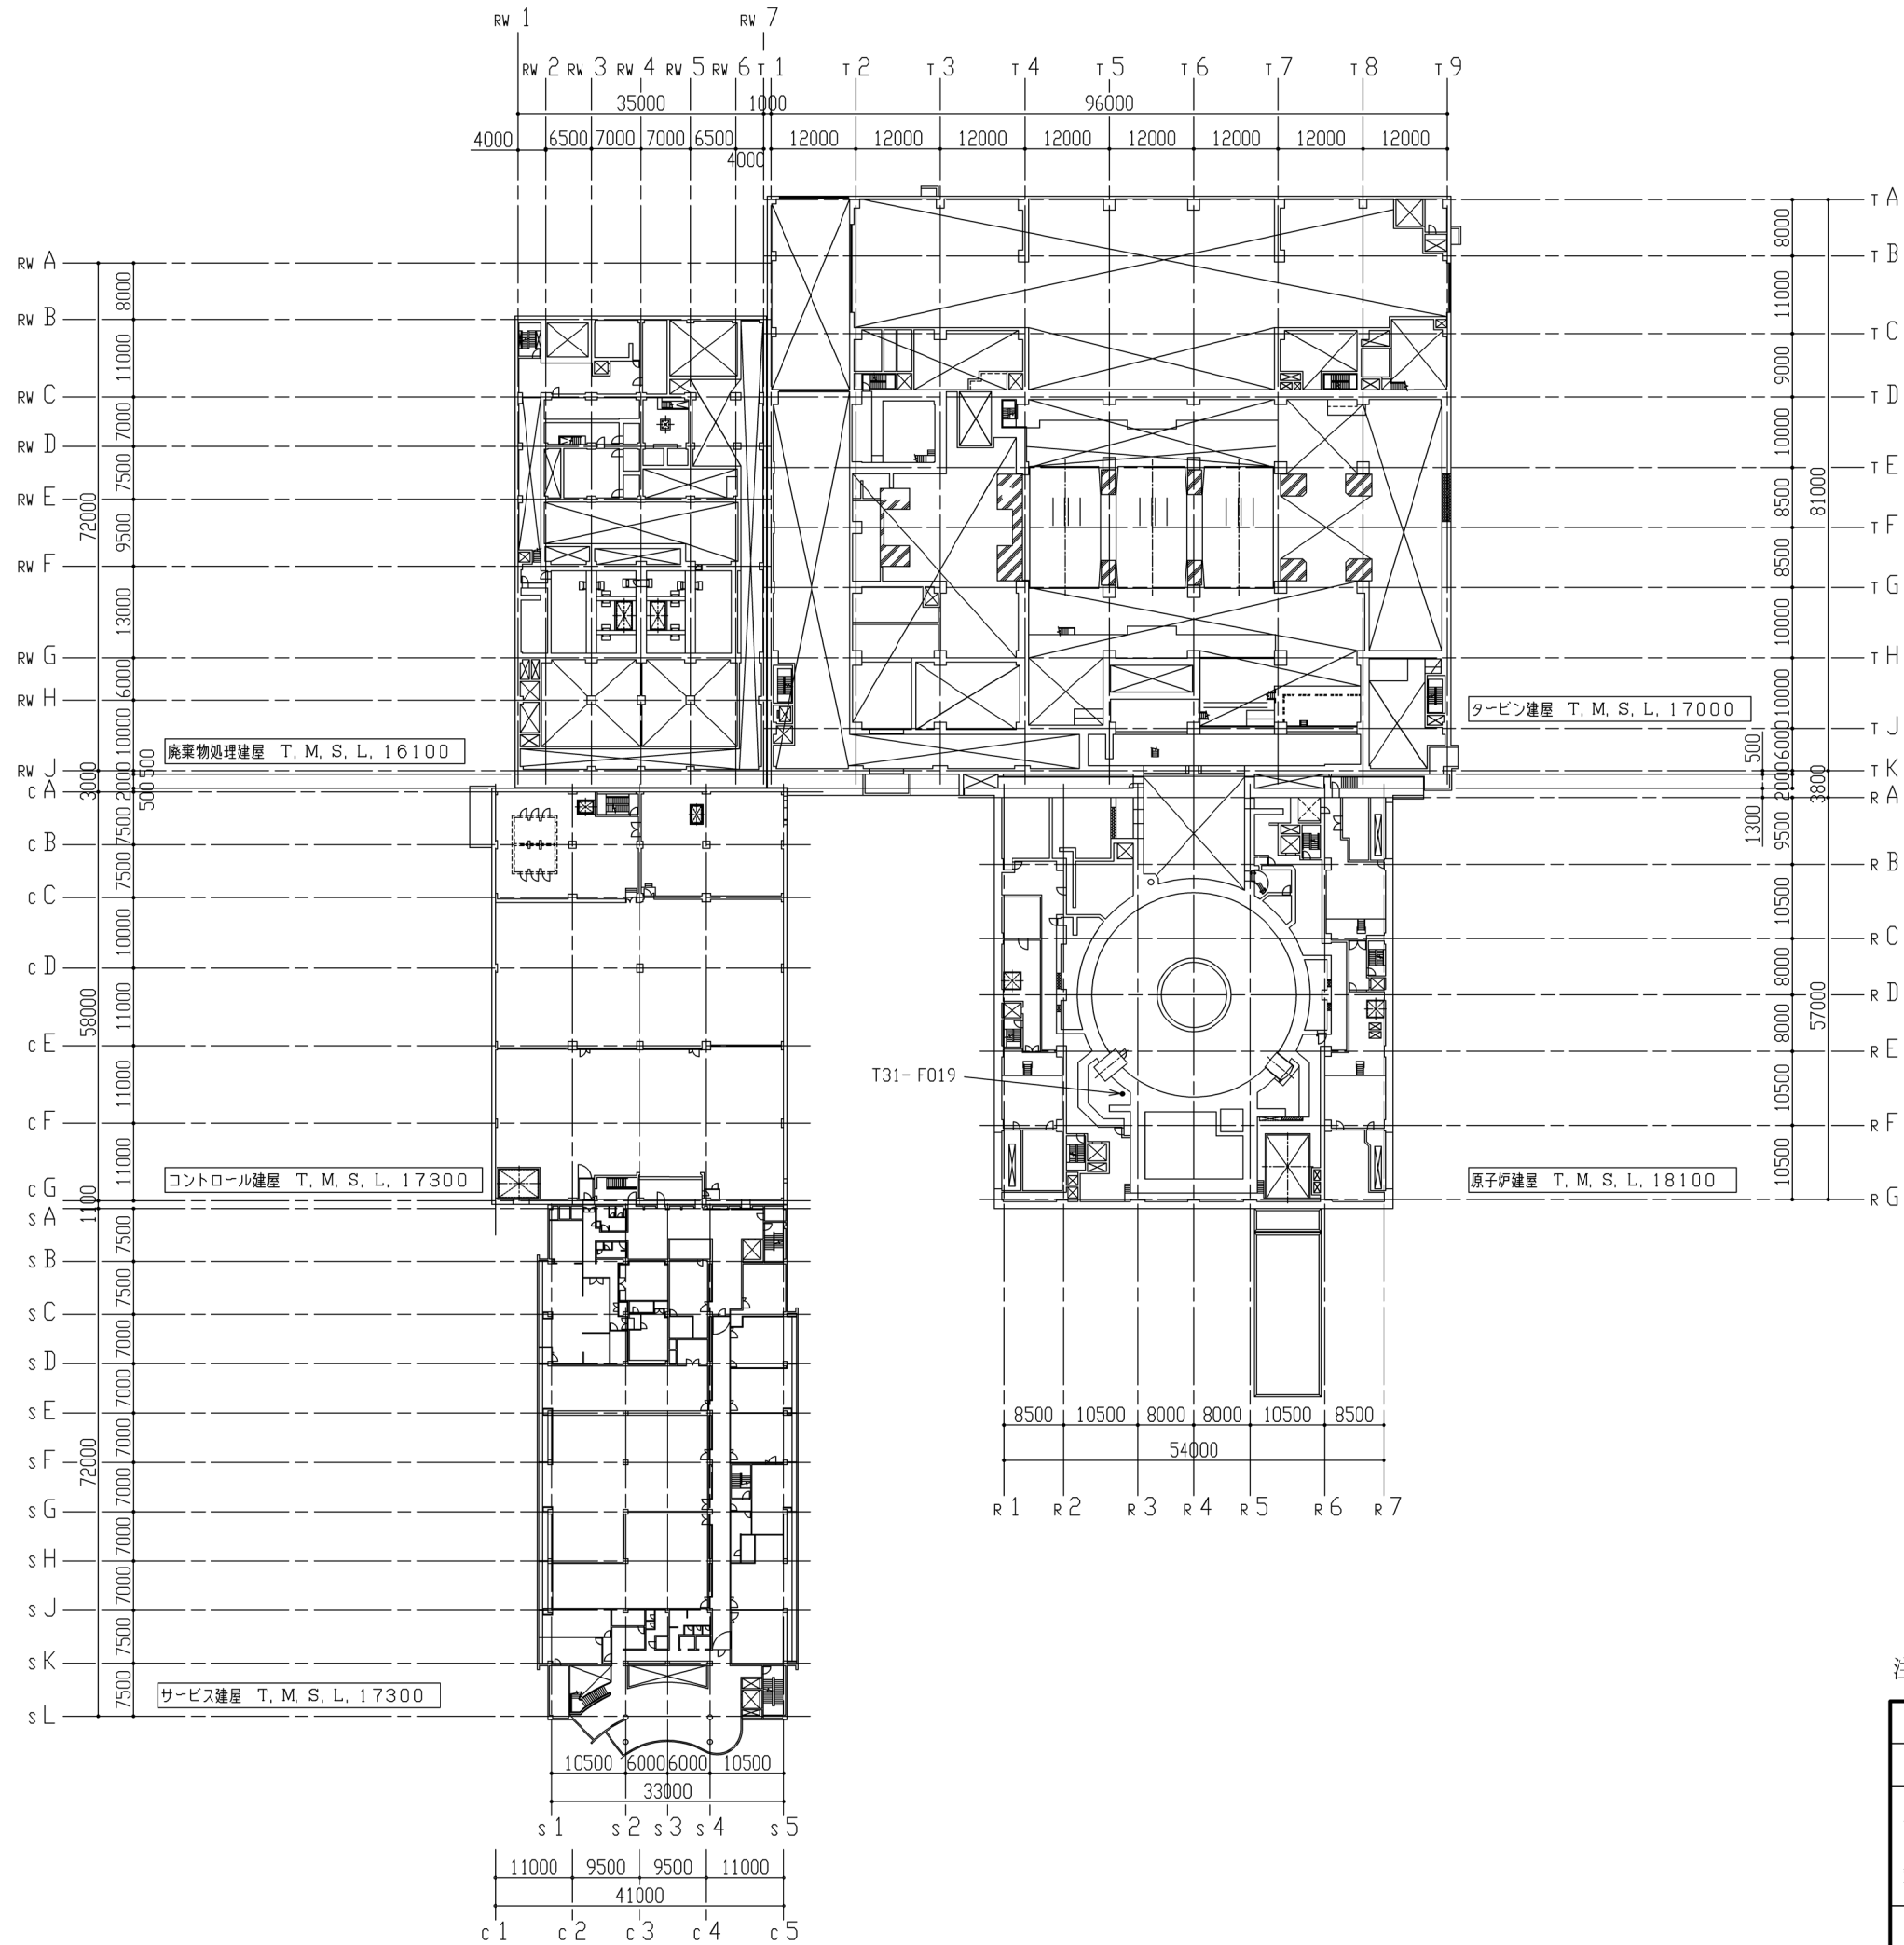 RW 1
RW 7
RW 2 RW 3 RW 4 RW 5 RW 6 T 1 T 2 T 3 T 4 T 5 T 6 T 7 T 8 T 9
35000 1000 96000
4000 6500 7000 7000 6500 4000 12000 12000 12000 12000 12000 12000 12000 12000
RW A
8000
RW B
11000
RW C
7000
RW D
7500
RW E
72000
9500
RW F
13000
RW G
6000
RW H
10000
廃棄物処理建屋 T. M. S. L. 16100
RW J
3000
2000
500
500
C A
7500
C B
7500
C C
10000
C D
58000
11000
C E
11000
C F
11000
コントロール建屋 T. M. S. L. 17300
C G
1100
S A
7500
S B
7500
S C
7000
S D
7000
S E
7000
S F
72000
7000
S G
7000
S H
7000
S J
7500
S K
7500
サービス建屋 T. M. S. L. 17300
S L
T A
8000
T B
11000
T C
9000
T D
10000
T E
81000
8500
T F
8500
T G
10000
T H
10000
タービン建屋 T. M. S. L. 17000
T J
6000
500
T K
2000
3800
R A
1300
9500
R B
10500
R C
8000
R D
57000
8000
R E
T31-F019
10500
R F
10500
原子炉建屋 T. M. S. L. 18100
R G
8500 10500 8000 8000 10500 8500
54000
R 1 R 2 R 3 R 4 R 5 R 6 R 7
10500 6000 6000 10500
33000
S 1 S 2 S 3 S 4 S 5
11000 9500 9500 11000
41000
C 1 C 2 C 3 C 4 C 5